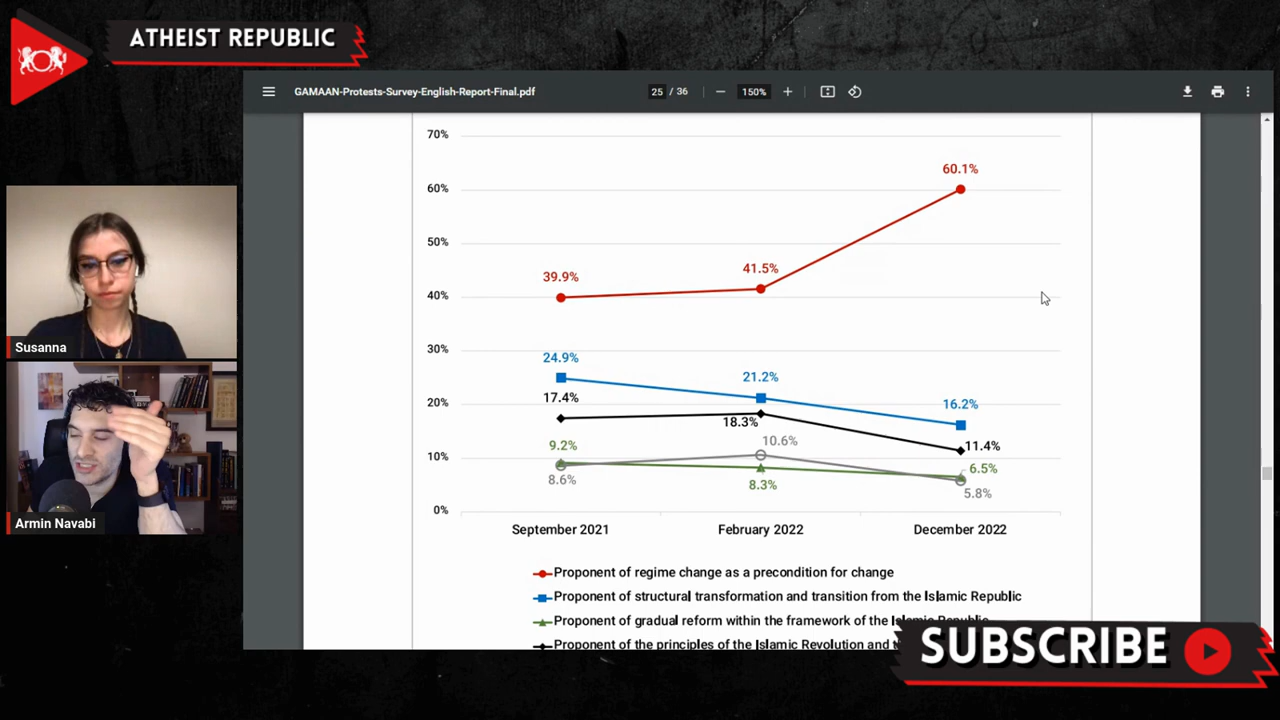 ATHEIST REPUBLIC
GAMAAN-Protests-Survey-English-Report-Final.pdf
25 / 36
150%
70%
60%
50%
40%
30%
20%
10%
0%
60.1%
39.9%
41.5%
24.9%
21.2%
16.2%
17.4%
18.3%
11.4%
9.2%
10.6%
6.5%
8.6%
8.3%
5.8%
September 2021
February 2022
December 2022
Proponent of regime change as a precondition for change
Proponent of structural transformation and transition from the Islamic Republic
Proponent of gradual reform within the framework of the Islamic Republic
Proponent of the principles of the Islamic Revolution and
Susanna
Armin Navabi
SUBSCRIBE